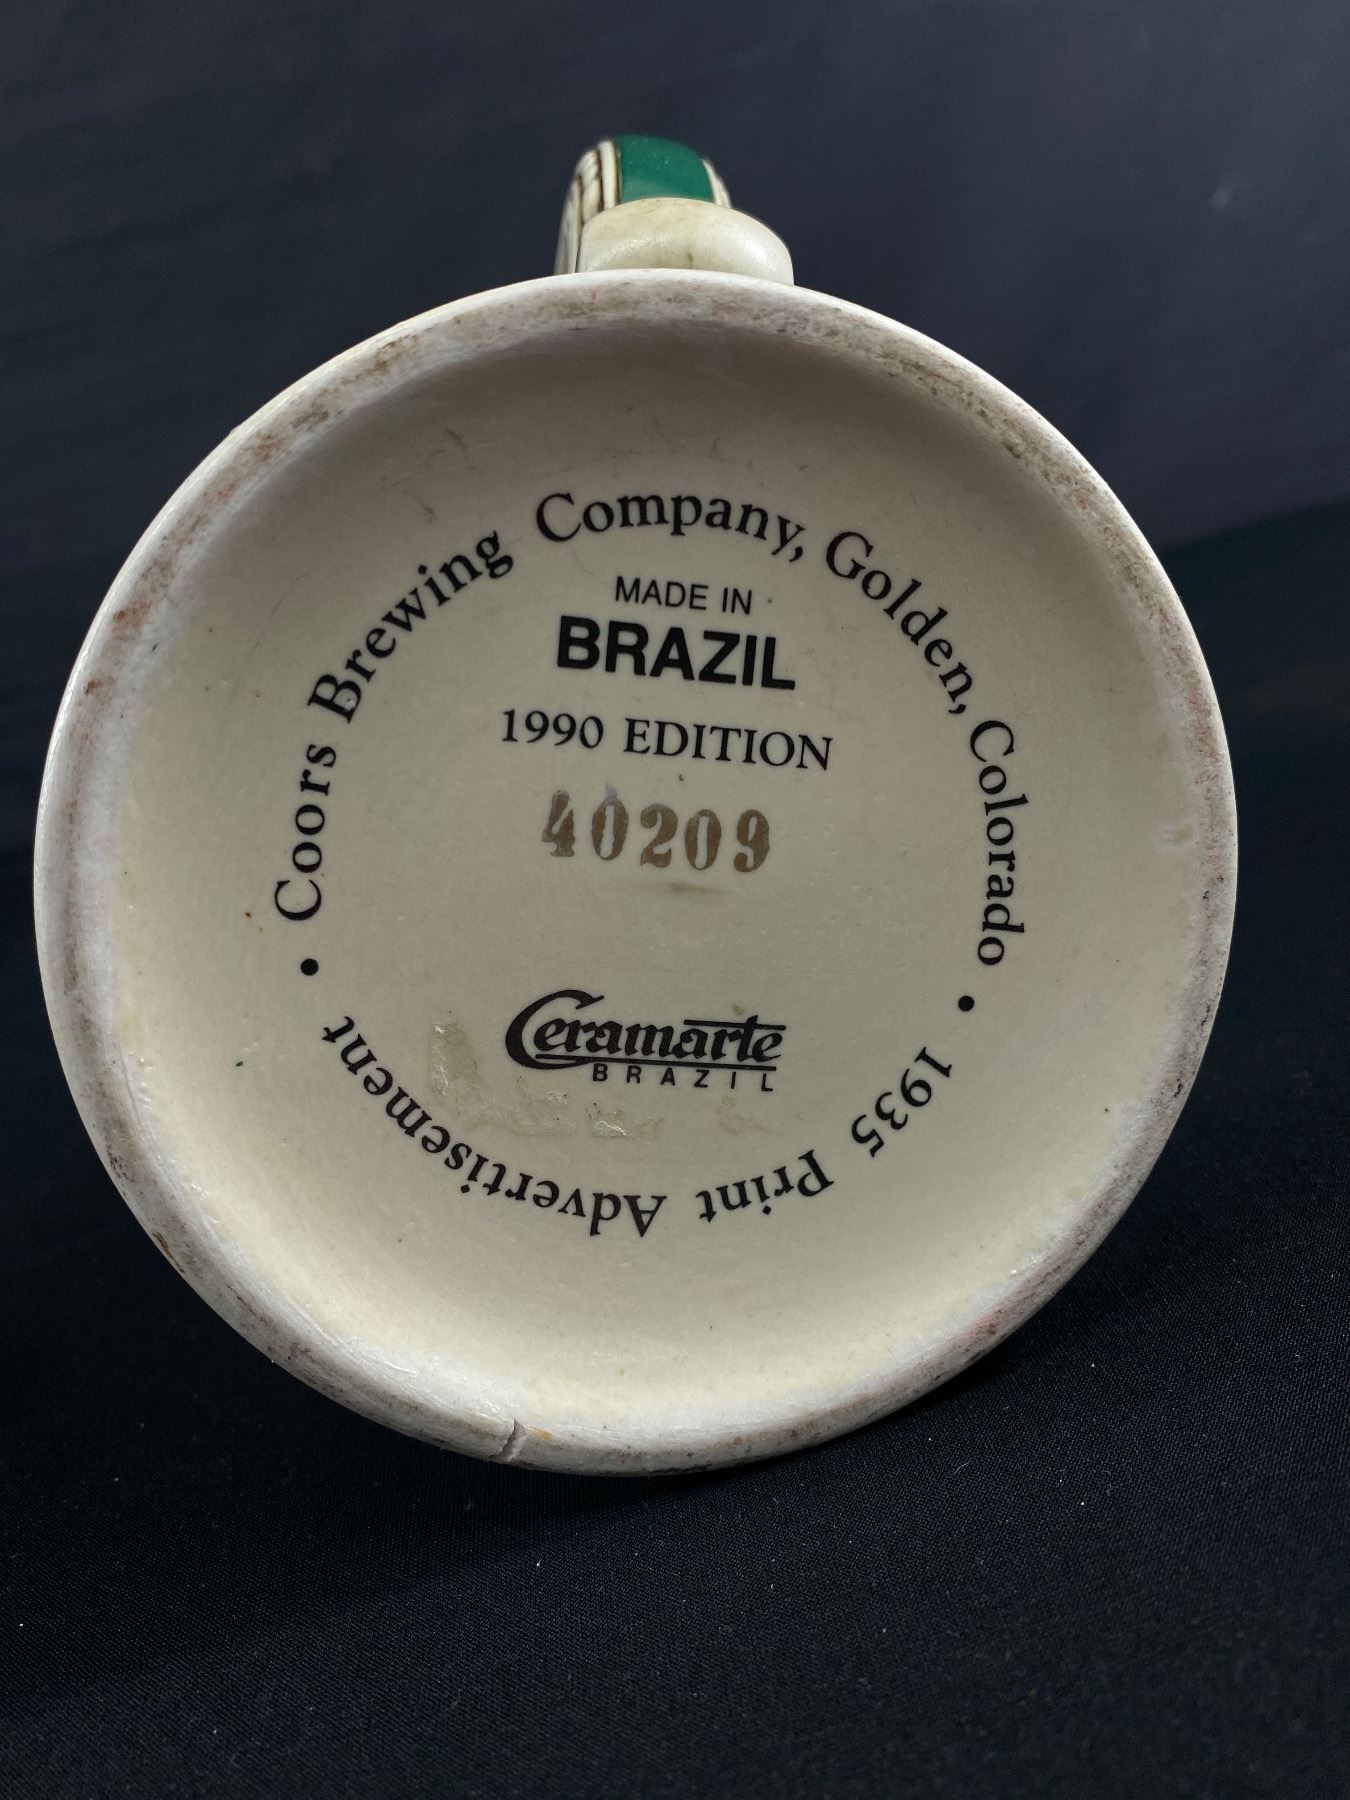 Coors Brewing Company, Golden, Colorado • 1935 Print Advertisement •
MADE IN
BRAZIL
1990 EDITION
40209
Ceramarte
BRAZIL